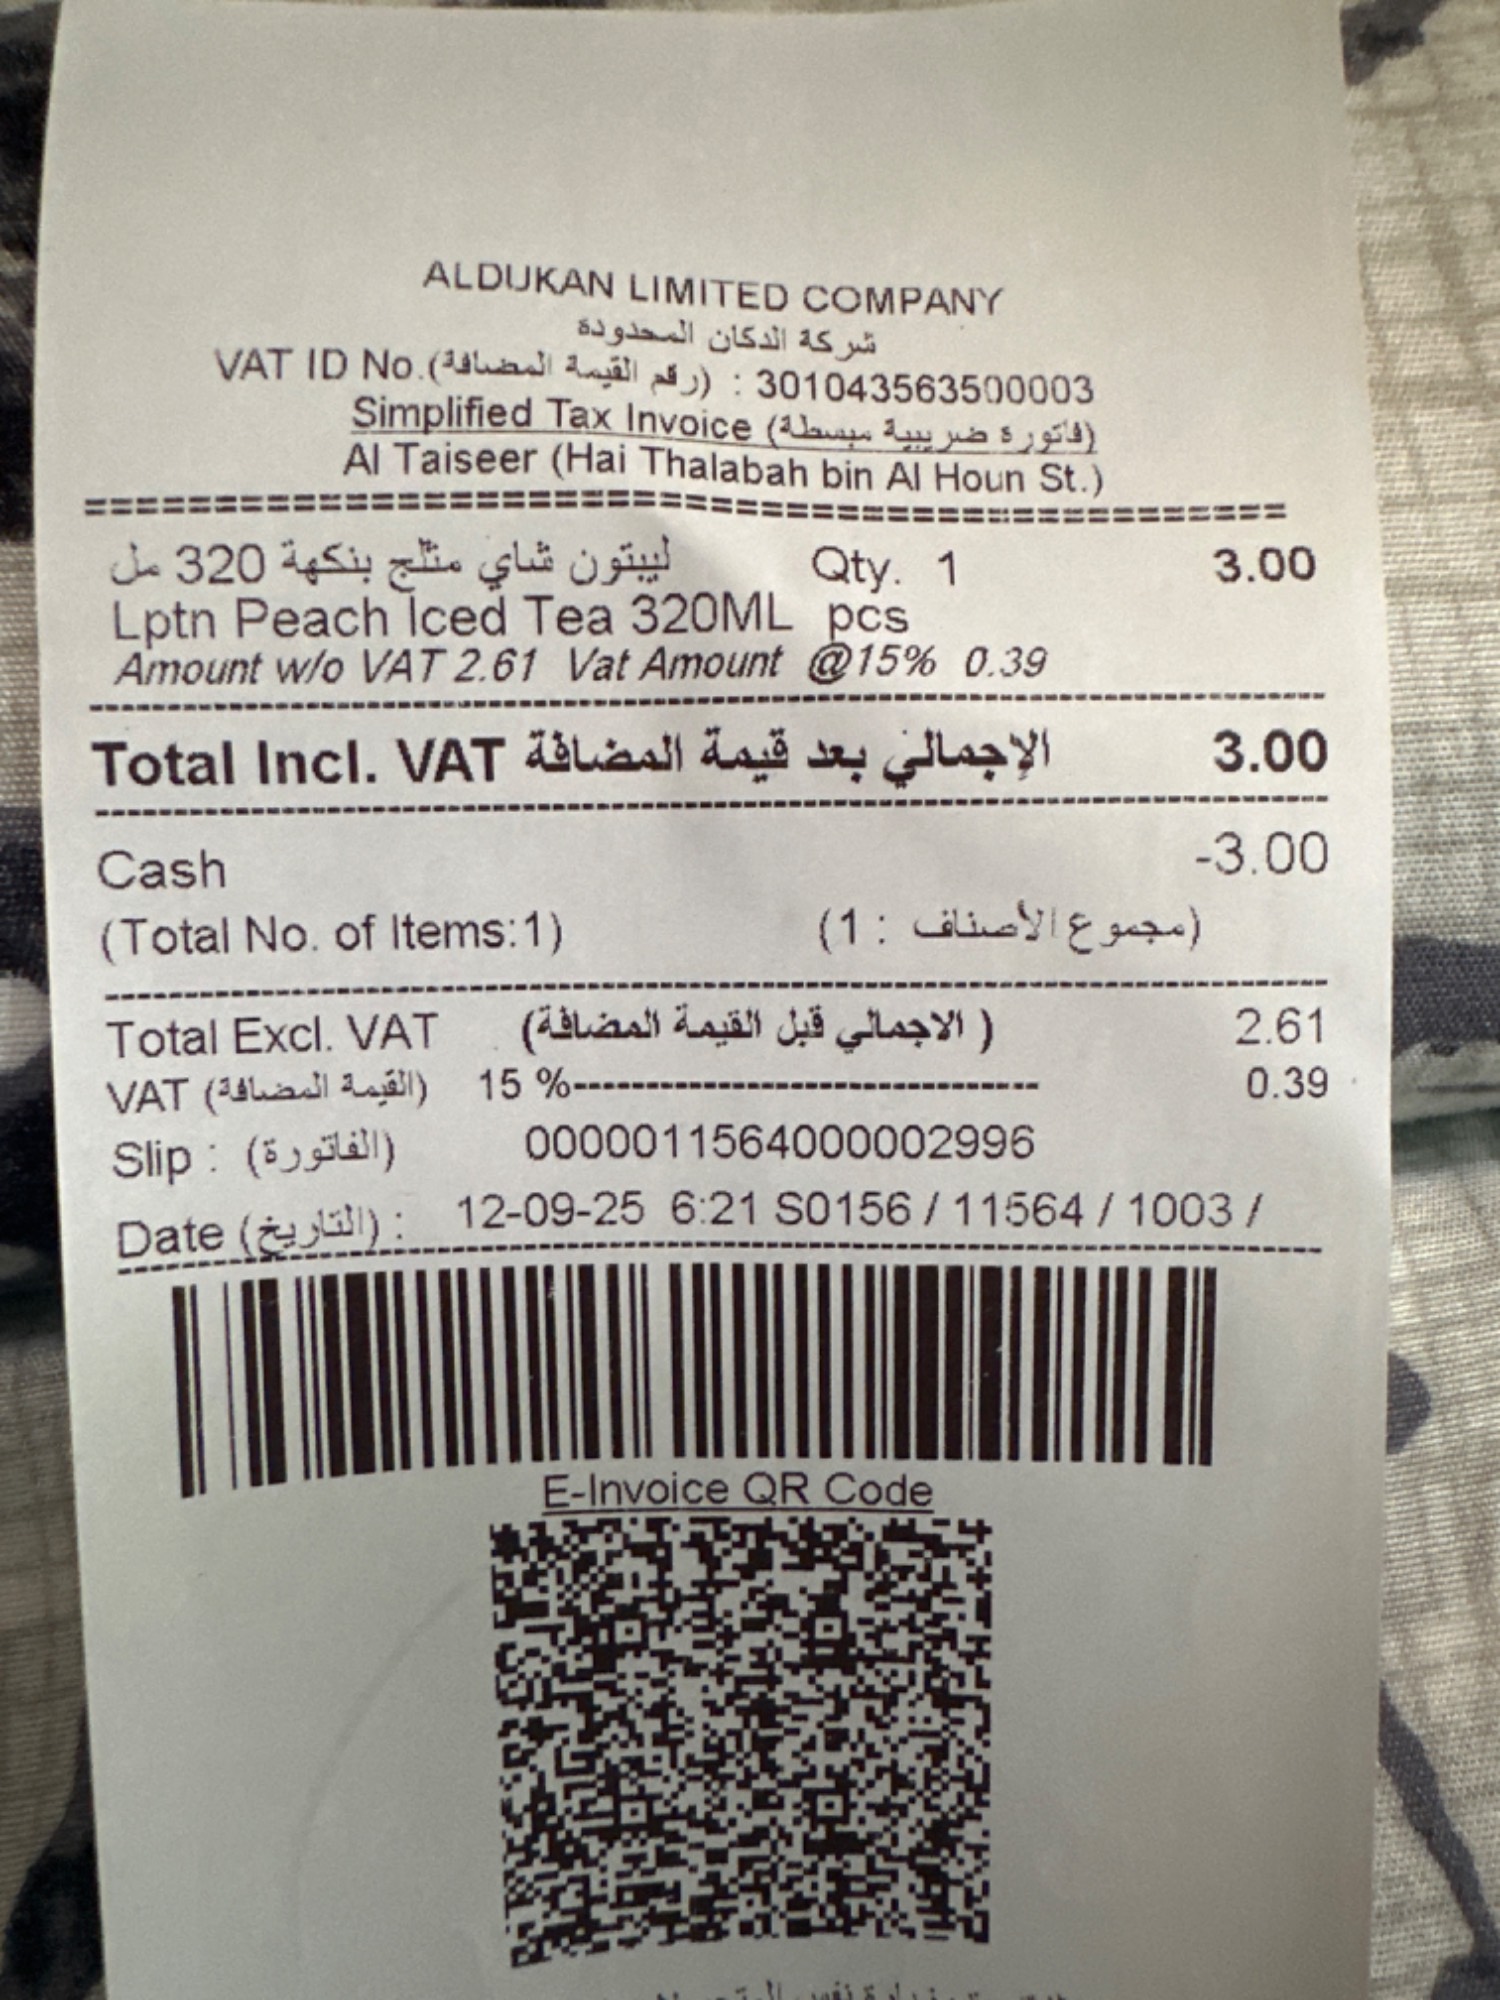 ALDUKAN LIMITED COMPANY
شركة الدكان المحدودة
VAT ID No.(رقم القيمة المضافة) : 301043563500003
Simplified Tax Invoice (فاتورة ضريبية مبسطة)
Al Taiseer (Hai Thalabah bin Al Houn St.)
===========================================
ليبتون شاي مثلج بنكهة 320 مل Qty. 1 3.00
Lptn Peach Iced Tea 320ML pcs
Amount w/o VAT 2.61 Vat Amount @15% 0.39
Total Incl. VAT الإجمالي بعد قيمة المضافة 3.00
Cash -3.00
(Total No. of Items:1) (مجموع الأصناف : 1)
Total Excl. VAT ( الاجمالي قبل القيمة المضافة) 2.61
VAT (القيمة المضافة) 15 %------------------------------ 0.39
Slip : (الفاتورة) 0000011564000002996
Date (التاريخ) : 12-09-25 6:21 S0156 / 11564 / 1003 /
E-Invoice QR Code